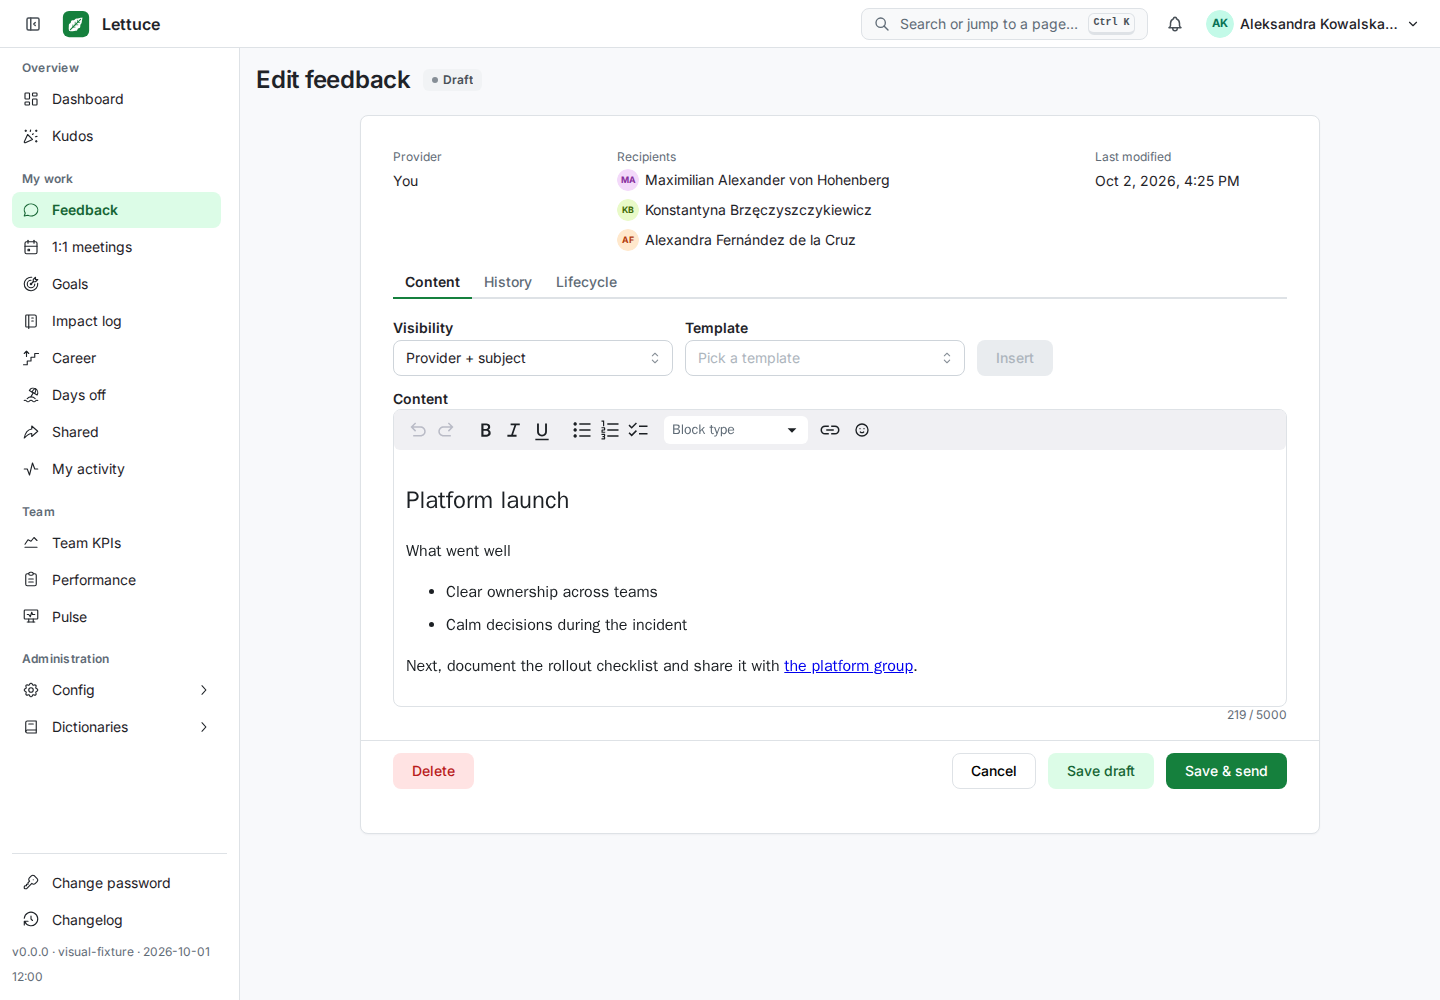 Lettuce
Search or jump to a page...
Ctrl K
AK
Aleksandra Kowalska...
Overview
Dashboard
Kudos
My work
Feedback
1:1 meetings
Goals
Impact log
Career
Days off
Shared
My activity
Team
Team KPIs
Performance
Pulse
Administration
Config
Dictionaries
Change password
Changelog
v0.0.0 · visual-fixture · 2026-10-01
12:00
Edit feedback
Draft
Provider
You
Recipients
MA Maximilian Alexander von Hohenberg
KB Konstantyna Brzęczyszczykiewicz
AF Alexandra Fernández de la Cruz
Last modified
Oct 2, 2026, 4:25 PM
Content History Lifecycle
Visibility
Provider + subject
Template
Pick a template
Insert
Content
B I U
Block type
Platform launch
What went well
• Clear ownership across teams
• Calm decisions during the incident
Next, document the rollout checklist and share it with the platform group.
219 / 5000
Delete
Cancel
Save draft
Save & send